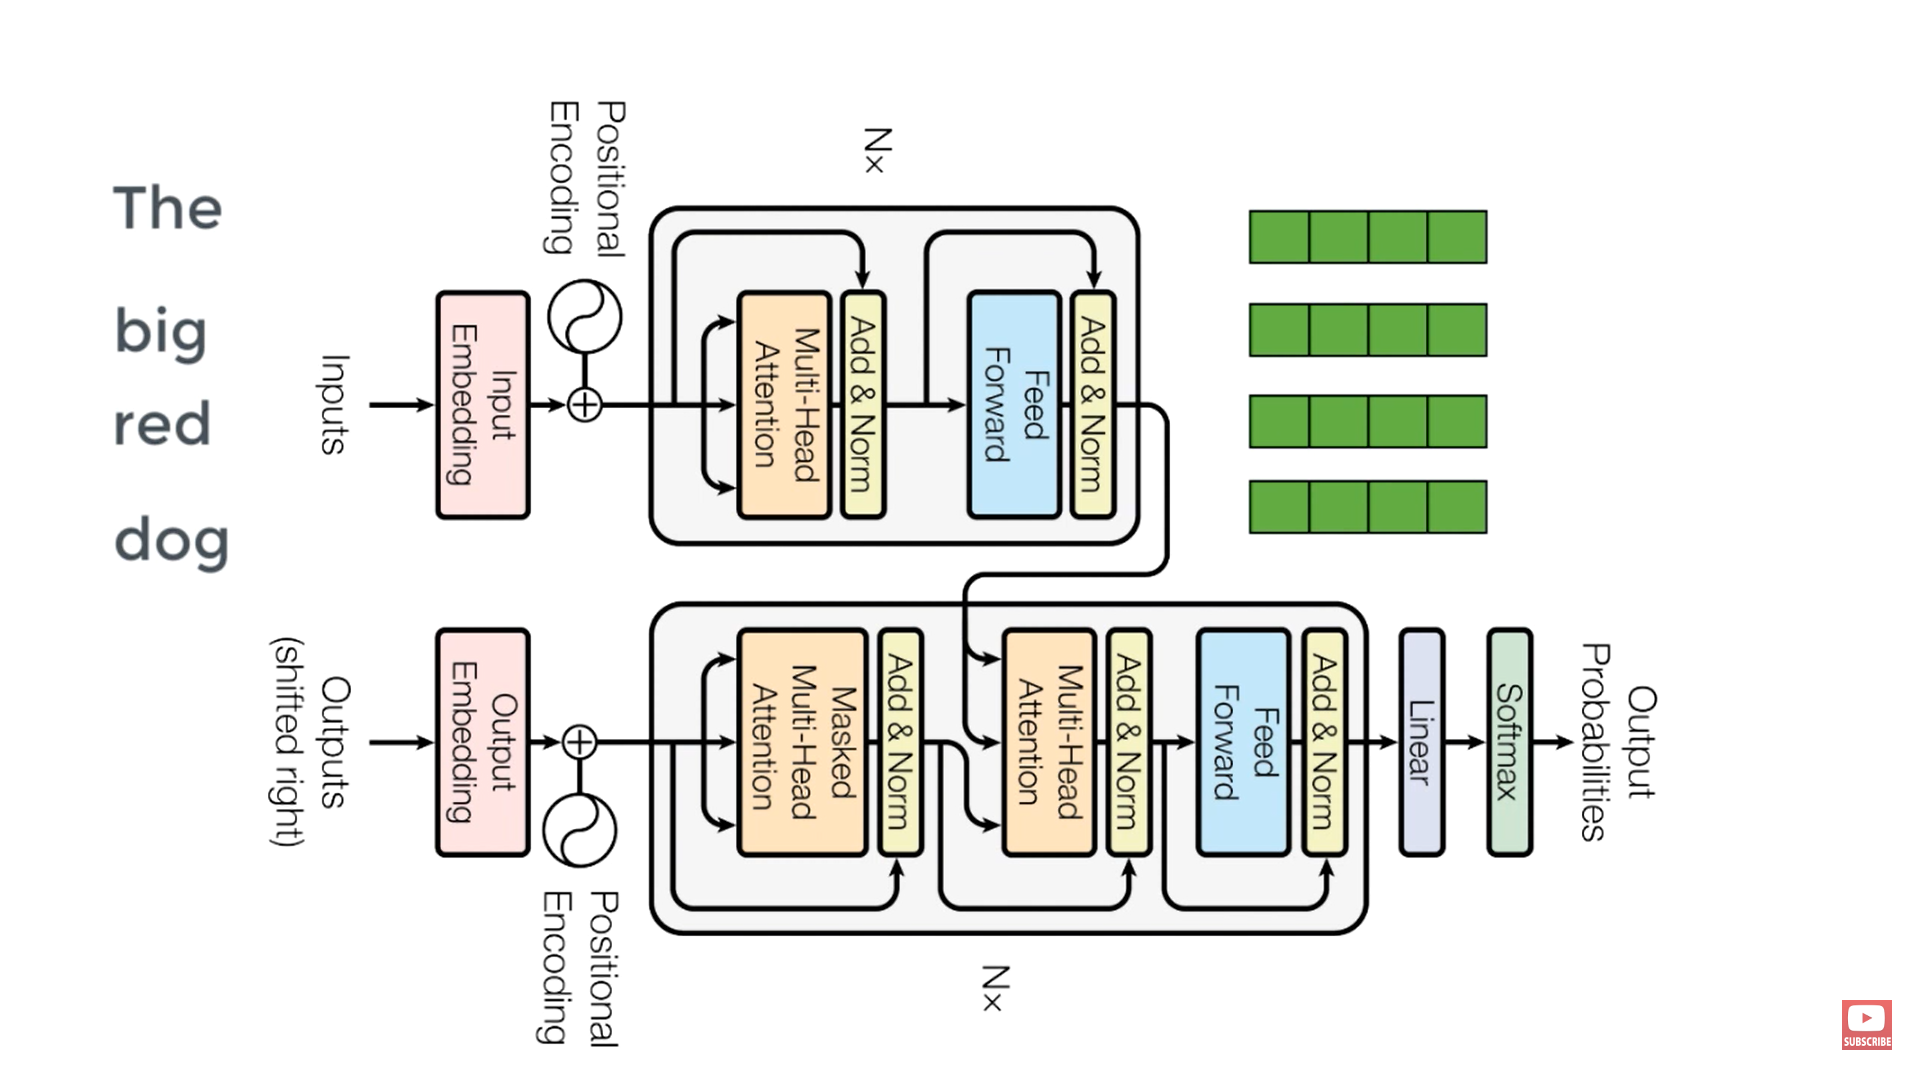 The
big
red
dog
Inputs
Input
Embedding
Positional
Encoding
Nx
Multi-Head
Attention
Add & Norm
Feed
Forward
Add & Norm
Outputs
(shifted right)
Output
Embedding
Positional
Encoding
Masked
Multi-Head
Attention
Add & Norm
Multi-Head
Attention
Add & Norm
Feed
Forward
Add & Norm
Nx
Linear
Softmax
Output
Probabilities
SUBSCRIBE